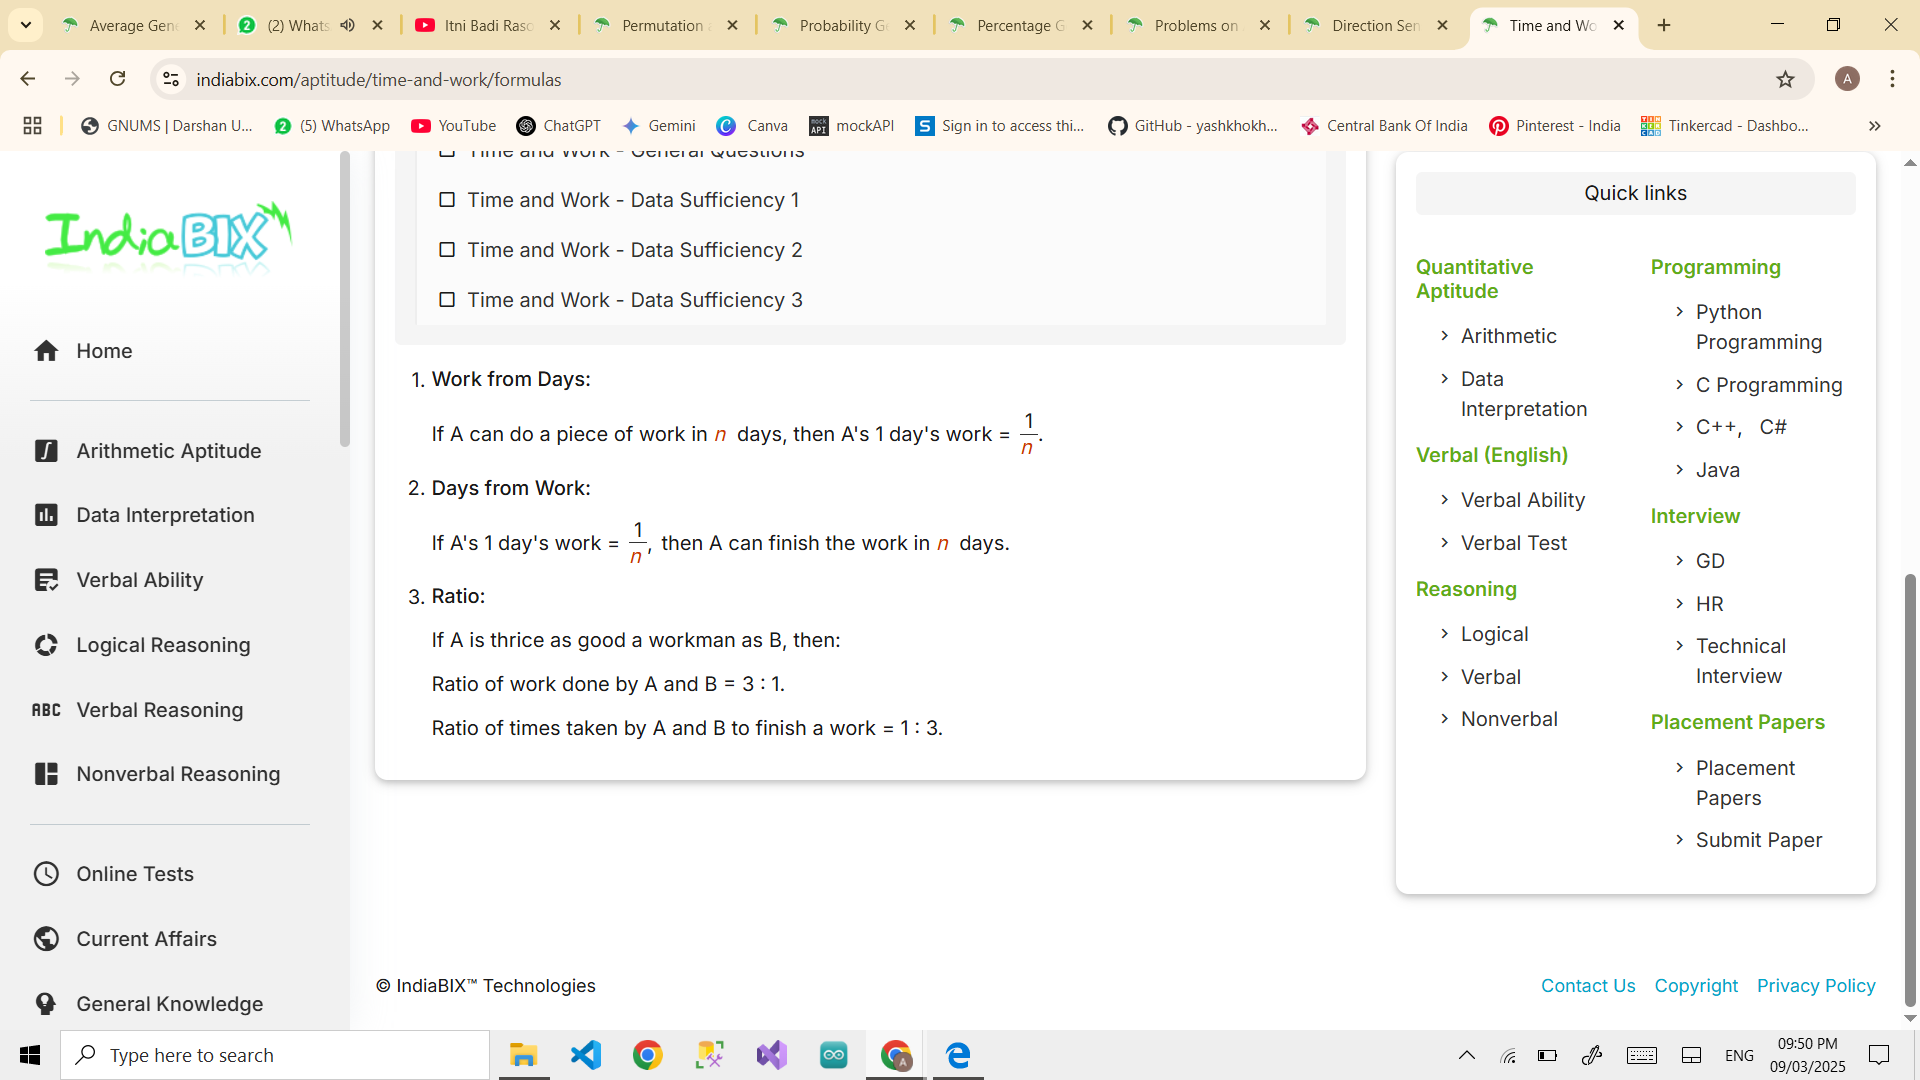 Average Gen
(2) Whats
Itni Badi Raso
Permutation
Probability G
Percentage G
Problems on
Direction Sen
Time and Wo
indiabix.com/aptitude/time-and-work/formulas
A
GNUMS | Darshan U...
(5) WhatsApp
YouTube
ChatGPT
Gemini
Canva
mockAPI
Sign in to access thi...
GitHub - yashkhokh...
Central Bank Of India
Pinterest - India
Tinkercad - Dashbo...
IndiaBIX
Home
Arithmetic Aptitude
Data Interpretation
Verbal Ability
Logical Reasoning
ABC Verbal Reasoning
Nonverbal Reasoning
Online Tests
Current Affairs
General Knowledge
Time and Work - General Questions
Time and Work - Data Sufficiency 1
Time and Work - Data Sufficiency 2
Time and Work - Data Sufficiency 3
1. Work from Days:
If A can do a piece of work in n days, then A's 1 day's work = 1/n.
2. Days from Work:
If A's 1 day's work = 1/n, then A can finish the work in n days.
3. Ratio:
If A is thrice as good a workman as B, then:
Ratio of work done by A and B = 3 : 1.
Ratio of times taken by A and B to finish a work = 1 : 3.
Quick links
Quantitative
Aptitude
Arithmetic
Data
Interpretation
Verbal (English)
Verbal Ability
Verbal Test
Reasoning
Logical
Verbal
Nonverbal
Programming
Python
Programming
C Programming
C++, C#
Java
Interview
GD
HR
Technical
Interview
Placement Papers
Placement
Papers
Submit Paper
© IndiaBIX™ Technologies
Contact Us Copyright Privacy Policy
Type here to search
ENG
09:50 PM
09/03/2025